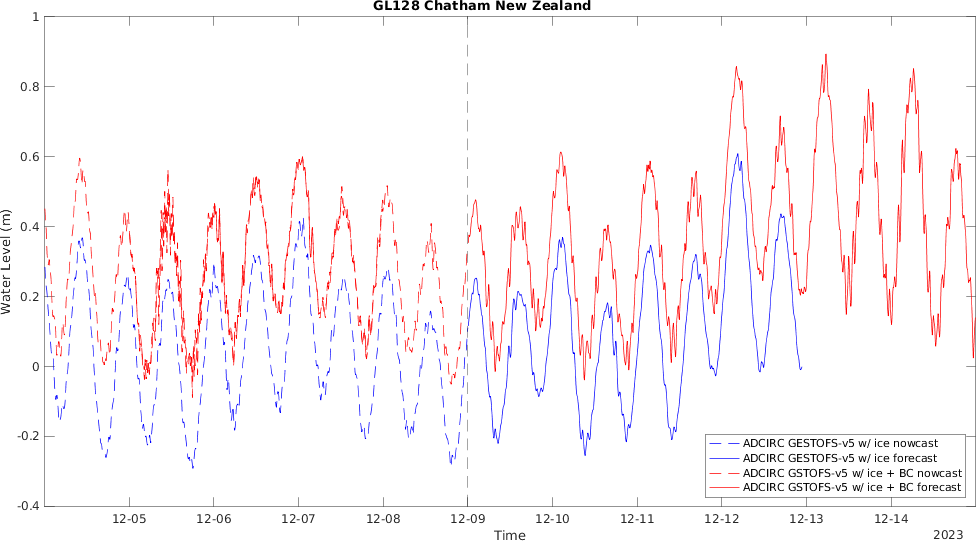 GL128 Chatham New Zealand
1
0.8
0.6
0.4
0.2
0
-0.2
-0.4
Water Level (m)
12-05 12-06 12-07 12-08 12-09 12-10 12-11 12-12 12-13 12-14
Time
2023
ADCIRC GESTOFS-v5 w/ ice nowcast
ADCIRC GESTOFS-v5 w/ ice forecast
ADCIRC GSTOFS-v5 w/ ice + BC nowcast
ADCIRC GSTOFS-v5 w/ ice + BC forecast